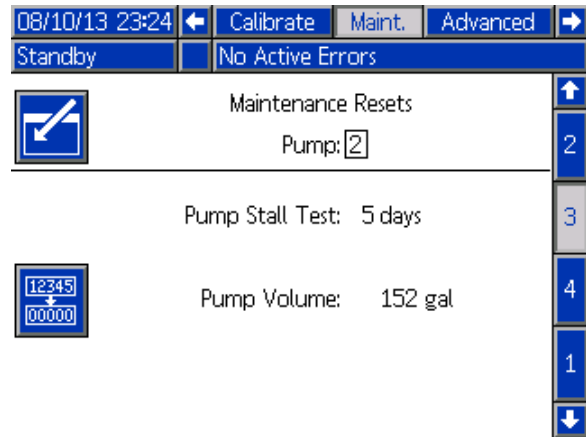 08/10/13 23:24 Calibrate Maint. Advanced
Standby No Active Errors
Maintenance Resets
Pump: 2
2
Pump Stall Test: 5 days
3
12345
00000
Pump Volume: 152 gal
4
1